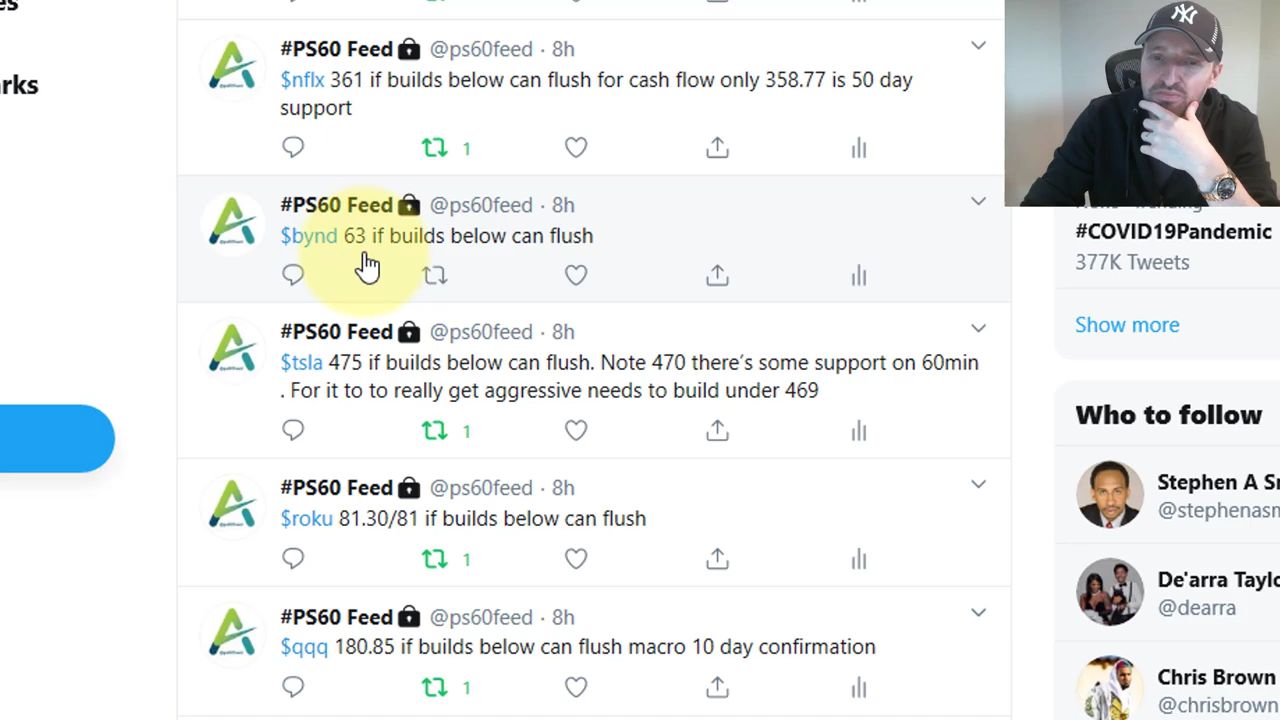 es
arks
#PS60 Feed @ps60feed · 8h
$nflx 361 if builds below can flush for cash flow only 358.77 is 50 day
support
1
#PS60 Feed @ps60feed · 8h
$bynd 63 if builds below can flush
#PS60 Feed @ps60feed · 8h
$tsla 475 if builds below can flush. Note 470 there’s some support on 60min
. For it to to really get aggressive needs to build under 469
1
#PS60 Feed @ps60feed · 8h
$roku 81.30/81 if builds below can flush
1
#PS60 Feed @ps60feed · 8h
$qqq 180.85 if builds below can flush macro 10 day confirmation
1
#COVID19Pandemic
377K Tweets
Show more
Who to follow
Stephen A Sm
@stephenasm
De'arra Taylo
@dearra
Chris Brown
@chrisbrown